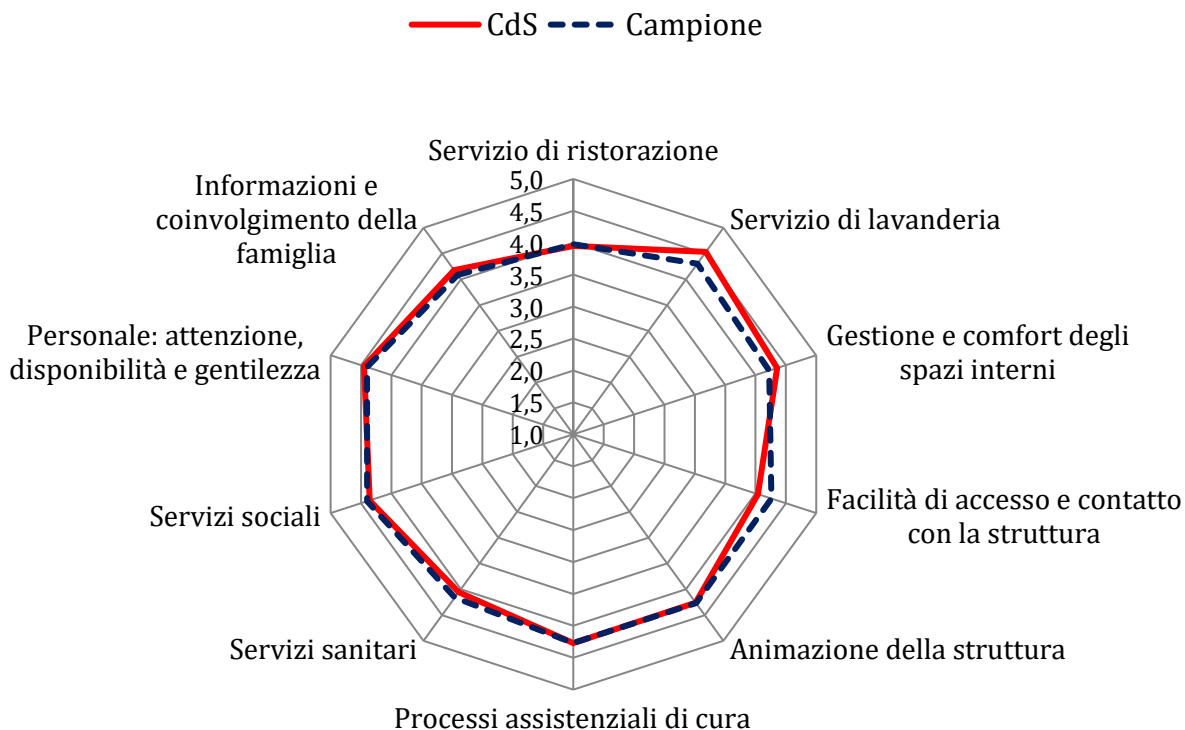 CdS Campione
Servizio di ristorazione
Informazioni e
coinvolgimento della
famiglia
Servizio di lavanderia
Personale: attenzione,
disponibilità e gentilezza
Gestione e comfort degli
spazi interni
5,0
4,5
4,0
3,5
3,0
2,5
2,0
1,5
1,0
Servizi sociali
Facilità di accesso e contatto
con la struttura
Servizi sanitari
Animazione della struttura
Processi assistenziali di cura